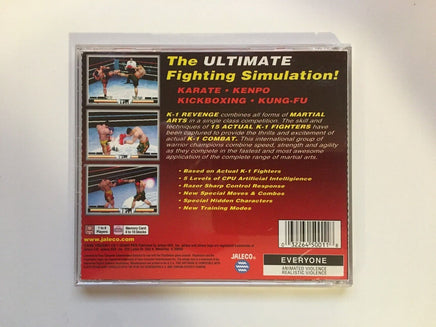 The ULTIMATE
Fighting Simulation!
KARATE • KENPO
KICKBOXING • KUNG-FU
K-1 REVENGE combines all forms of MARTIAL
ARTS in a single class competition. The skill and
techniques of 15 ACTUAL K-1 FIGHTERS have
been captured to provide the thrills and excitement of
actual K-1 COMBAT. This international group of
warrior champions combine speed, strength and agility
as they compete in the fastest and most awesome
application of the complete range of martial arts.
• Based on Actual K-1 Fighters
• 5 Levels of CPU Artificial Intelligience
• Razor Sharp Control Response
• New Special Moves & Combos
• Special Hidden Characters
• New Training Modes
Players
Memory Card
www.jaleco.com
JALECO
EVERYONE
ANIMATED VIOLENCE
REALISTIC VIOLENCE